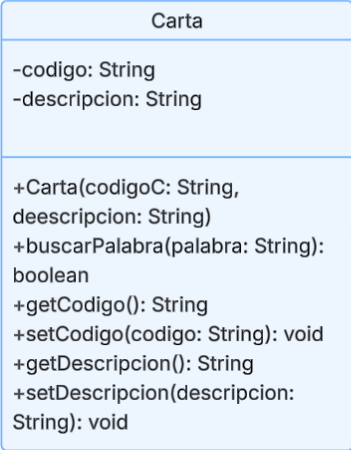 Carta
-codigo: String
-descripcion: String
+Carta(codigoC: String,
deescripcion: String)
+buscarPalabra(palabra: String):
boolean
+getCodigo(): String
+setCodigo(codigo: String): void
+getDescripcion(): String
+setDescripcion(descripcion:
String): void